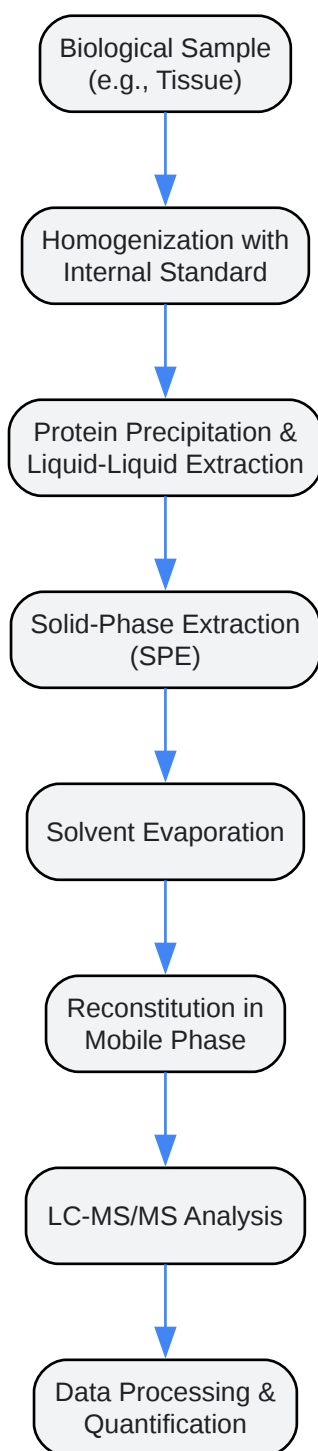 Biological Sample
(e.g., Tissue)
Homogenization with
Internal Standard
Protein Precipitation &
Liquid-Liquid Extraction
Solid-Phase Extraction
(SPE)
Solvent Evaporation
Reconstitution in
Mobile Phase
LC-MS/MS Analysis
Data Processing &
Quantification